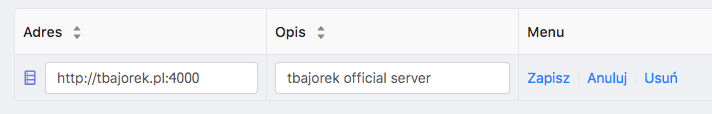 Adres Opis Menu
http://tbajorek.pl:4000 tbajorek official server Zapisz Anuluj Usuń